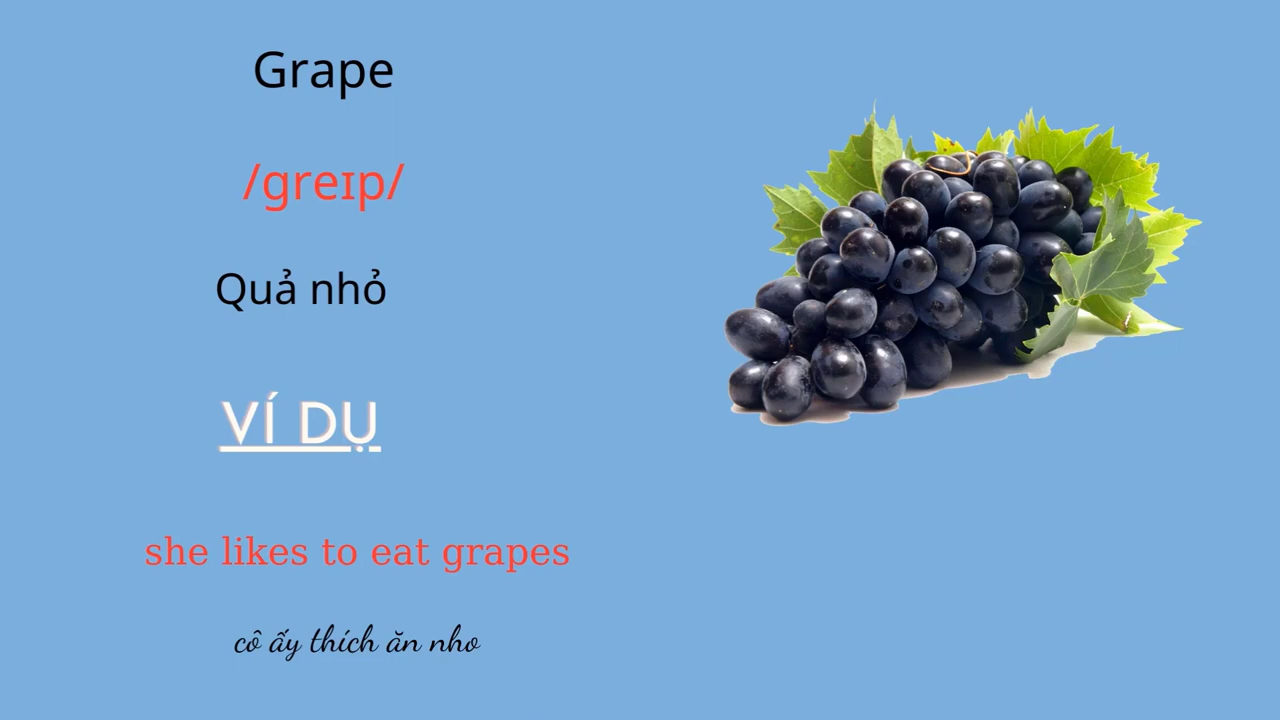 Grape
/greɪp/
Quả nhỏ
VÍ DỤ
she likes to eat grapes
cô ấy thích ăn nho